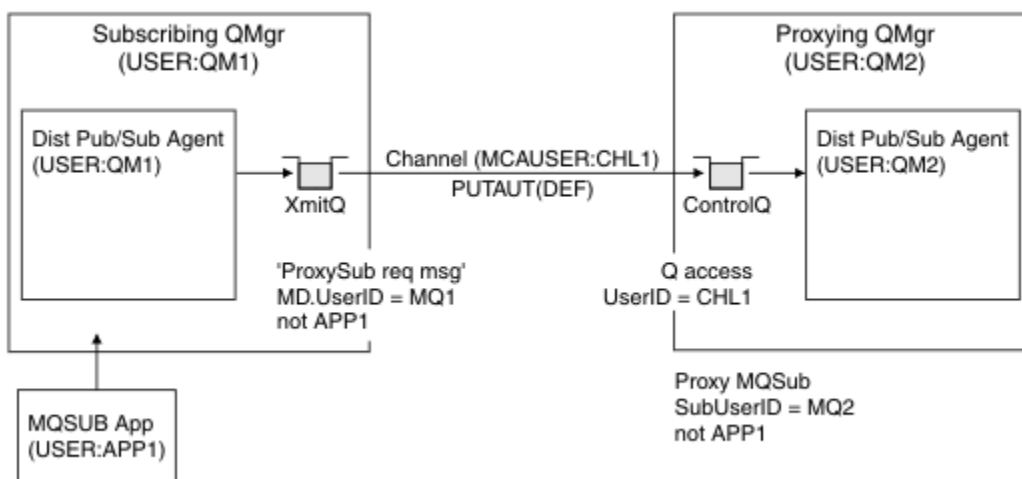 Subscribing QMgr
(USER:QM1)
Dist Pub/Sub Agent
(USER:QM1)
XmitQ
'ProxySub req msg'
MD.UserID = MQ1
not APP1
MQSUB App
(USER:APP1)
Channel (MCAUSER:CHL1)
PUTAUT(DEF)
Proxying QMgr
(USER:QM2)
ControlQ
Dist Pub/Sub Agent
(USER:QM2)
Q access
UserID = CHL1
Proxy MQSub
SubUserID = MQ2
not APP1